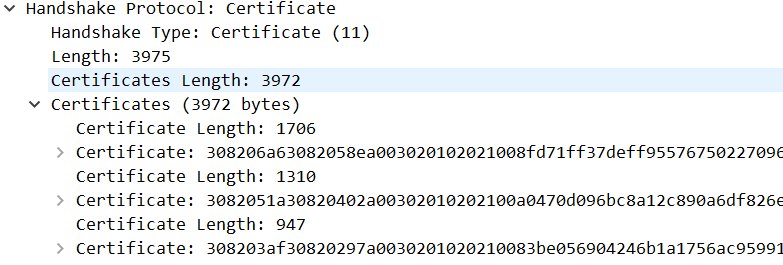 Handshake Protocol: Certificate
Handshake Type: Certificate (11)
Length: 3975
Certificates Length: 3972
Certificates (3972 bytes)
Certificate Length: 1706
Certificate: 308206a63082058ea003020102021008fd71ff37deff95576750227096
Certificate Length: 1310
Certificate: 3082051a30820402a00302010202100a0470d096bc8a12c890a6df826e
Certificate Length: 947
Certificate: 308203af30820297a0030201020210083be056904246b1a1756ac95991